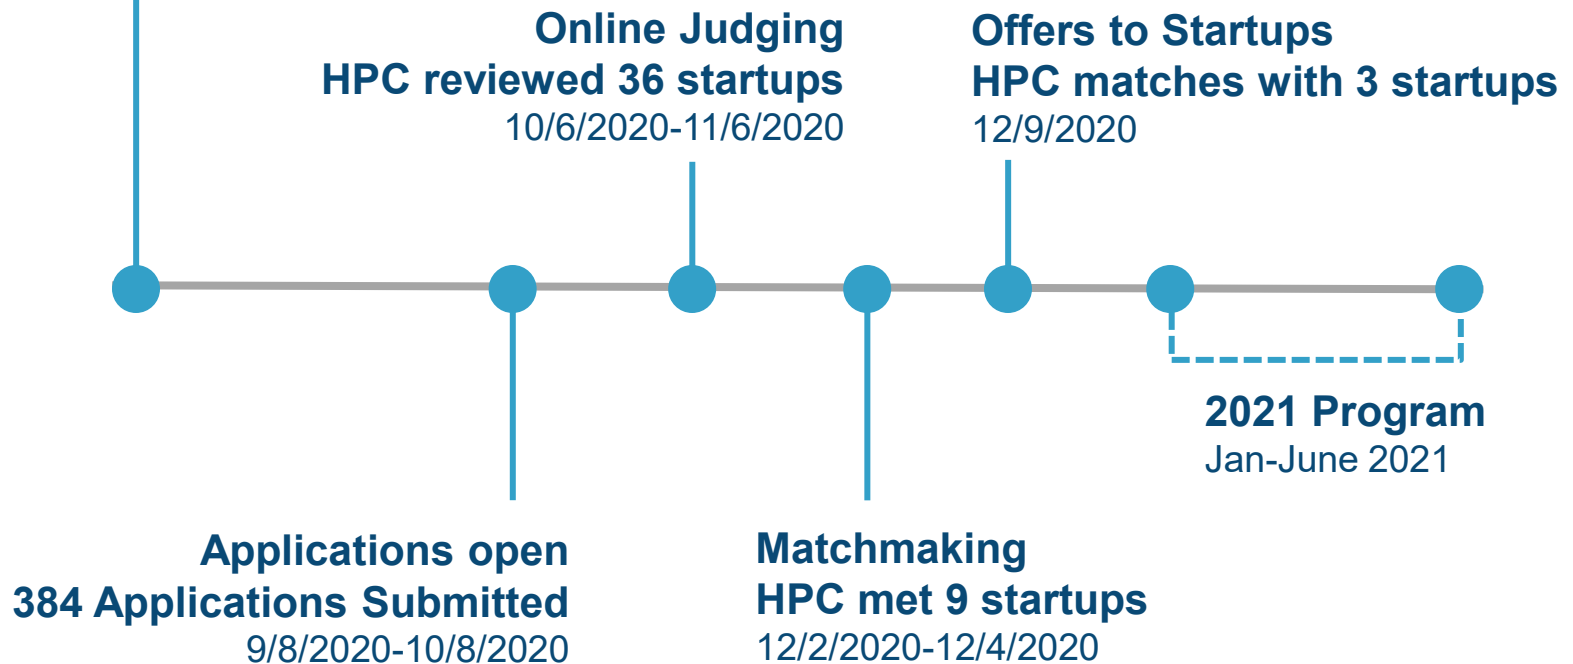 Online Judging
HPC reviewed 36 startups
10/6/2020-11/6/2020
Offers to Startups
HPC matches with 3 startups
12/9/2020
2021 Program
Jan-June 2021
Applications open
384 Applications Submitted
9/8/2020-10/8/2020
Matchmaking
HPC met 9 startups
12/2/2020-12/4/2020